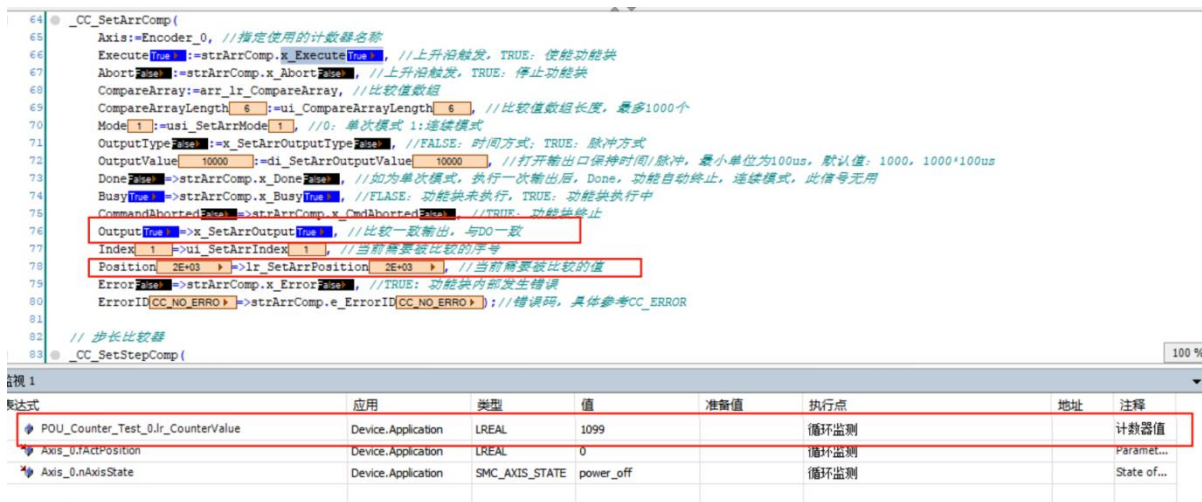 64 _CC_SetArrComp(
65 Axis:=Encoder_0, //指定使用的计数器名称
66 Execute True :=strArrComp.x_Execute True , //上升沿触发，TRUE：使能功能块
67 Abort False :=strArrComp.x_Abort False , //上升沿触发，TRUE：停止功能块
68 CompareArray:=arr_lr_CompareArray, //比较值数组
69 CompareArrayLength 6 :=ui_CompareArrayLength 6 , //比较值数组长度，最多1000个
70 Mode 1 :=usi_SetArrMode 1 , //0：单次模式 1:连续模式
71 OutputType False :=x_SetArrOutputType False , //FALSE：时间方式；TRUE：脉冲方式
72 OutputValue 10000 :=di_SetArrOutputValue 10000 , //打开输出口保持时间/脉冲，最小单位为100us，默认值：1000，1000*100us
73 Done False =>strArrComp.x_Done False , //如为单次模式，执行一次输出后，Done，功能自动终止，连续模式，此信号无用
74 Busy True =>strArrComp.x_Busy True , //FLASE：功能块未执行，TRUE：功能块执行中
75 CommandAborted False =>strArrComp.x_CmdAborted False , //TRUE：功能块终止
76 Output True =>x_SetArrOutput True , //比较一致输出，与DO一致
77 Index 1 =>ui_SetArrIndex 1 , //当前需要被比较的序号
78 Position 2E+03 =>lr_SetArrPosition 2E+03 , //当前需要被比较的值
79 Error False =>strArrComp.x_Error False , //TRUE：功能块内部发生错误
80 ErrorID CC_NO_ERRO =>strArrComp.e_ErrorID CC_NO_ERRO );//错误码，具体参考CC_ERROR
81
82 // 步长比较器
83 _CC_SetStepComp(
100 %
监视 1
表达式 应用 类型 值 准备值 执行点 地址 注释
POU_Counter_Test_0.lr_CounterValue Device.Application LREAL 1099 循环监测 计数器值
Axis_0.fActPosition Device.Application LREAL 0 循环监测 Paramet...
Axis_0.nAxisState Device.Application SMC_AXIS_STATE power_off 循环监测 State of...